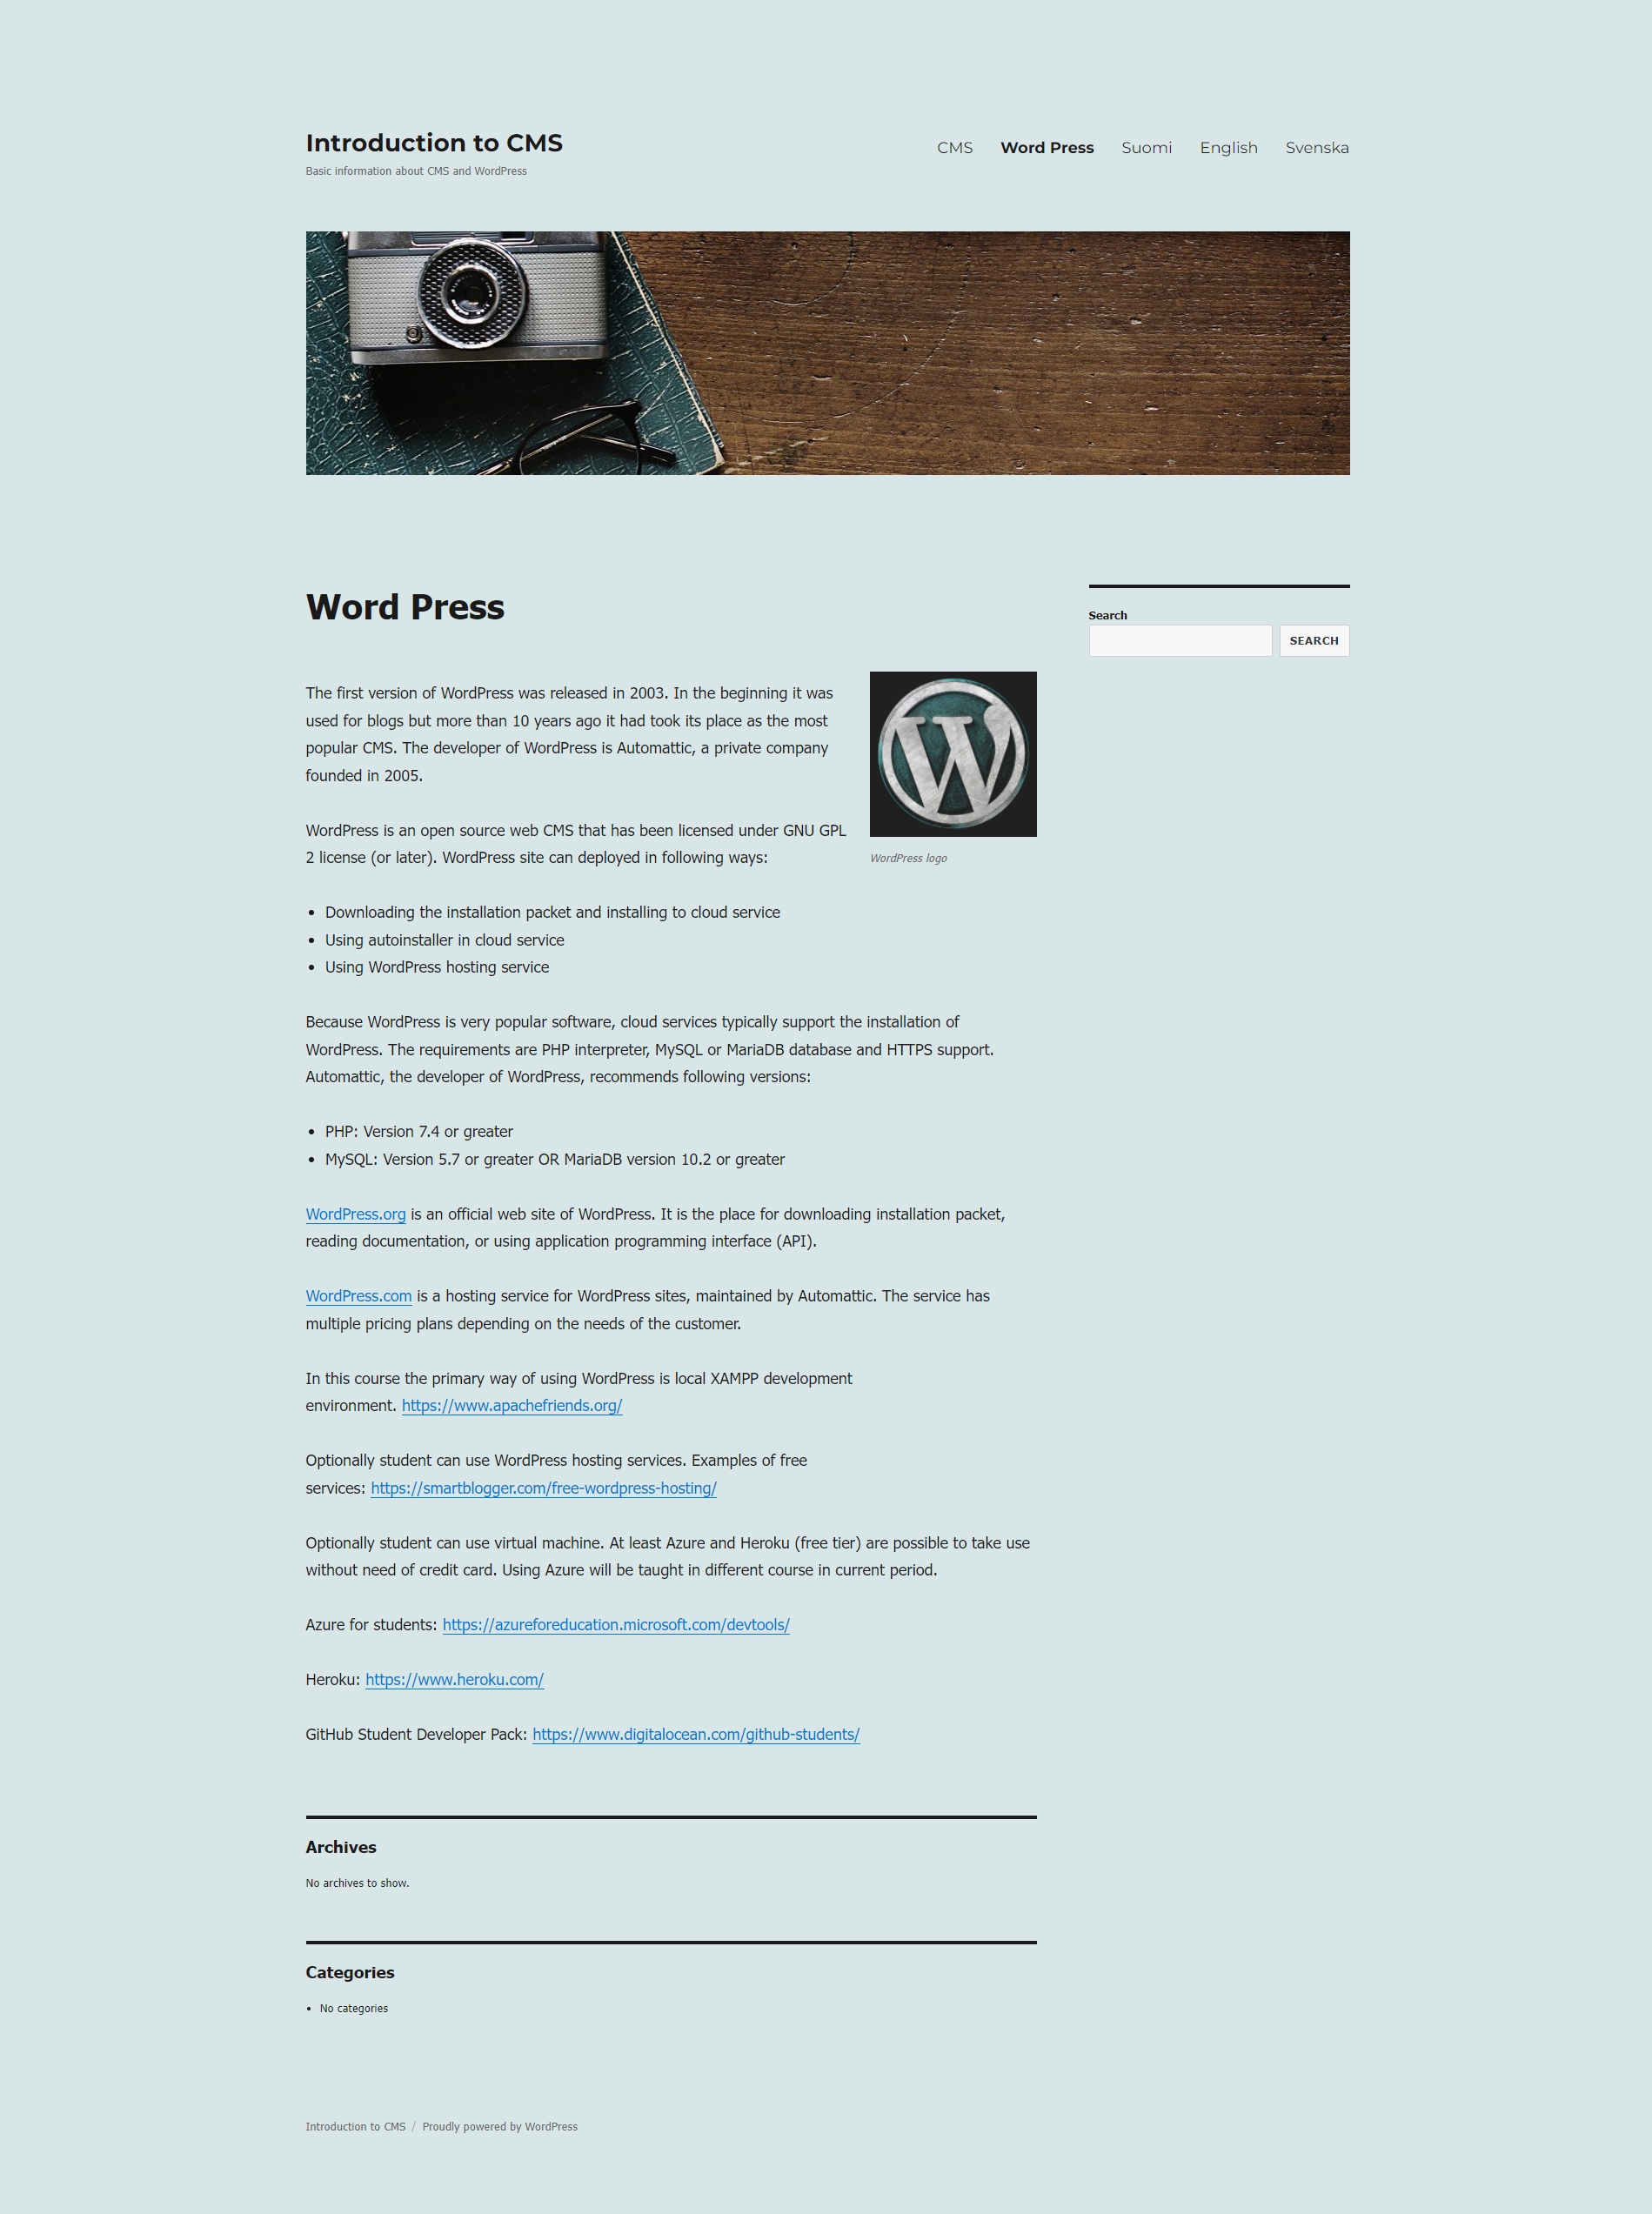 Introduction to CMS
Basic information about CMS and WordPress
CMS Word Press Suomi English Svenska
Word Press
The first version of WordPress was released in 2003. In the beginning it was
used for blogs but more than 10 years ago it had took its place as the most
popular CMS. The developer of WordPress is Automattic, a private company
founded in 2005.
W
WordPress logo
WordPress is an open source web CMS that has been licensed under GNU GPL
2 license (or later). WordPress site can deployed in following ways:
• Downloading the installation packet and installing to cloud service
• Using autoinstaller in cloud service
• Using WordPress hosting service
Because WordPress is very popular software, cloud services typically support the installation of
WordPress. The requirements are PHP interpreter, MySQL or MariaDB database and HTTPS support.
Automattic, the developer of WordPress, recommends following versions:
• PHP: Version 7.4 or greater
• MySQL: Version 5.7 or greater OR MariaDB version 10.2 or greater
WordPress.org is an official web site of WordPress. It is the place for downloading installation packet,
reading documentation, or using application programming interface (API).
WordPress.com is a hosting service for WordPress sites, maintained by Automattic. The service has
multiple pricing plans depending on the needs of the customer.
In this course the primary way of using WordPress is local XAMPP development
environment. https://www.apachefriends.org/
Optionally student can use WordPress hosting services. Examples of free
services: https://smartblogger.com/free-wordpress-hosting/
Optionally student can use virtual machine. At least Azure and Heroku (free tier) are possible to take use
without need of credit card. Using Azure will be taught in different course in current period.
Azure for students: https://azureforeducation.microsoft.com/devtools/
Heroku: https://www.heroku.com/
GitHub Student Developer Pack: https://www.digitalocean.com/github-students/
Search
SEARCH
Archives
No archives to show.
Categories
• No categories
Introduction to CMS / Proudly powered by WordPress